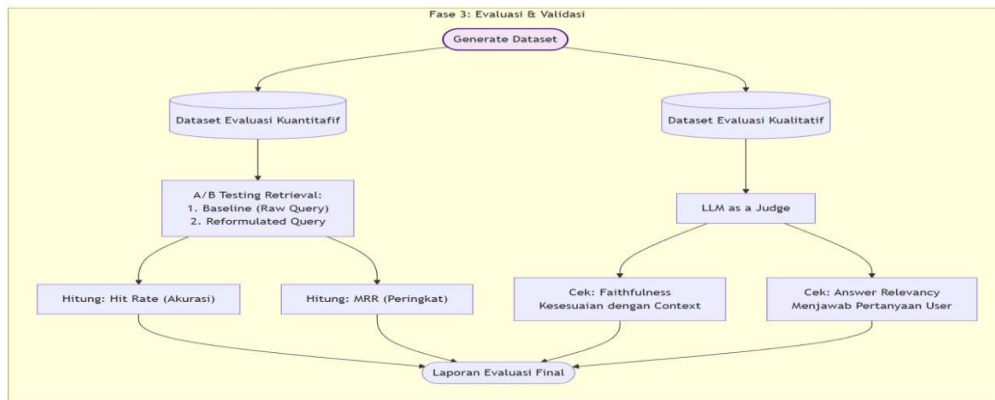 Fase 3: Evaluasi & Validasi
Generate Dataset
Dataset Evaluasi Kuantitafif
Dataset Evaluasi Kualitatif
A/B Testing Retrieval:
1. Baseline (Raw Query)
2. Reformulated Query
LLM as a Judge
Hitung: Hit Rate (Akurasi)
Hitung: MRR (Peringkat)
Cek: Faithfulness
Kesesuaian dengan Context
Cek: Answer Relevancy
Menjawab Pertanyaan User
Laporan Evaluasi Final